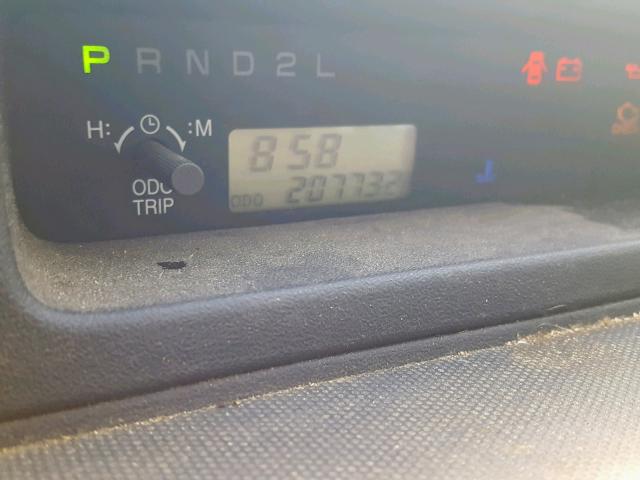 P R N D 2 L
H: :M
8 58
ODO 207732
ODO
TRIP